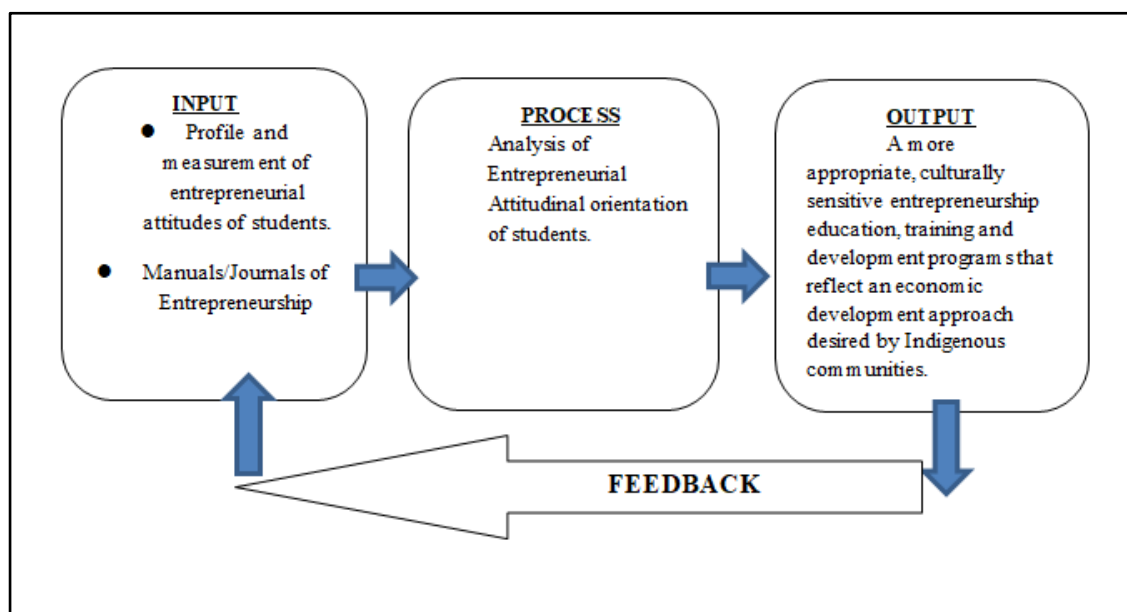 INPUT
● Profile and
measurement of
entrepreneurial
attitudes of students.
● Manuals/Journals of
Entrepreneurship
PROCESS
Analysis of
Entrepreneurial
Attitudinal orientation
of students.
OUTPUT
A more
appropriate, culturally
sensitive entrepreneurship
education, training and
development programs that
reflect an economic
development approach
desired by Indigenous
communities.
FEEDBACK